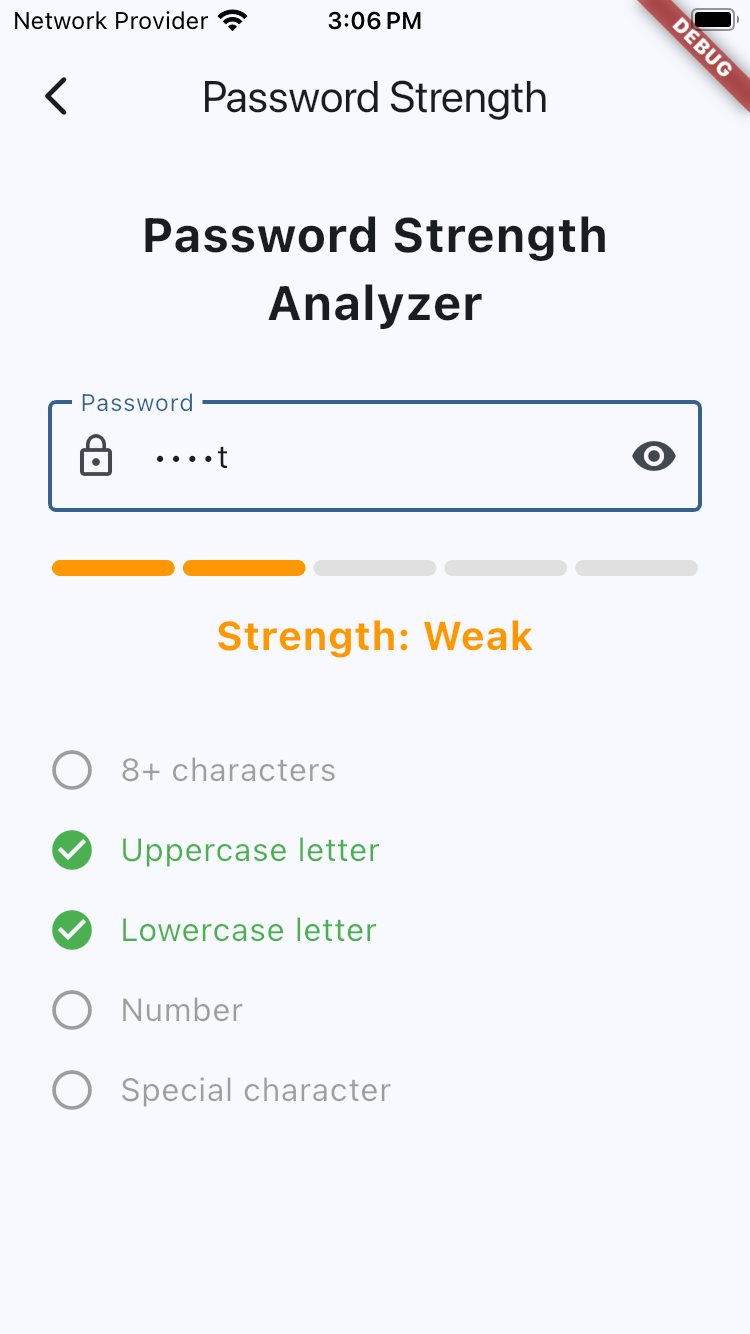 Network Provider 3:06 PM
DEBUG
Password Strength
Password Strength
Analyzer
Password
••••t
Strength: Weak
8+ characters
Uppercase letter
Lowercase letter
Number
Special character